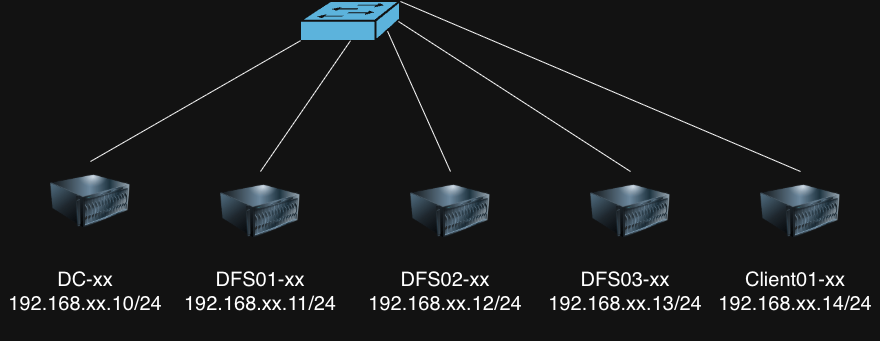 DC-xx
192.168.xx.10/24
DFS01-xx
192.168.xx.11/24
DFS02-xx
192.168.xx.12/24
DFS03-xx
192.168.xx.13/24
Client01-xx
192.168.xx.14/24